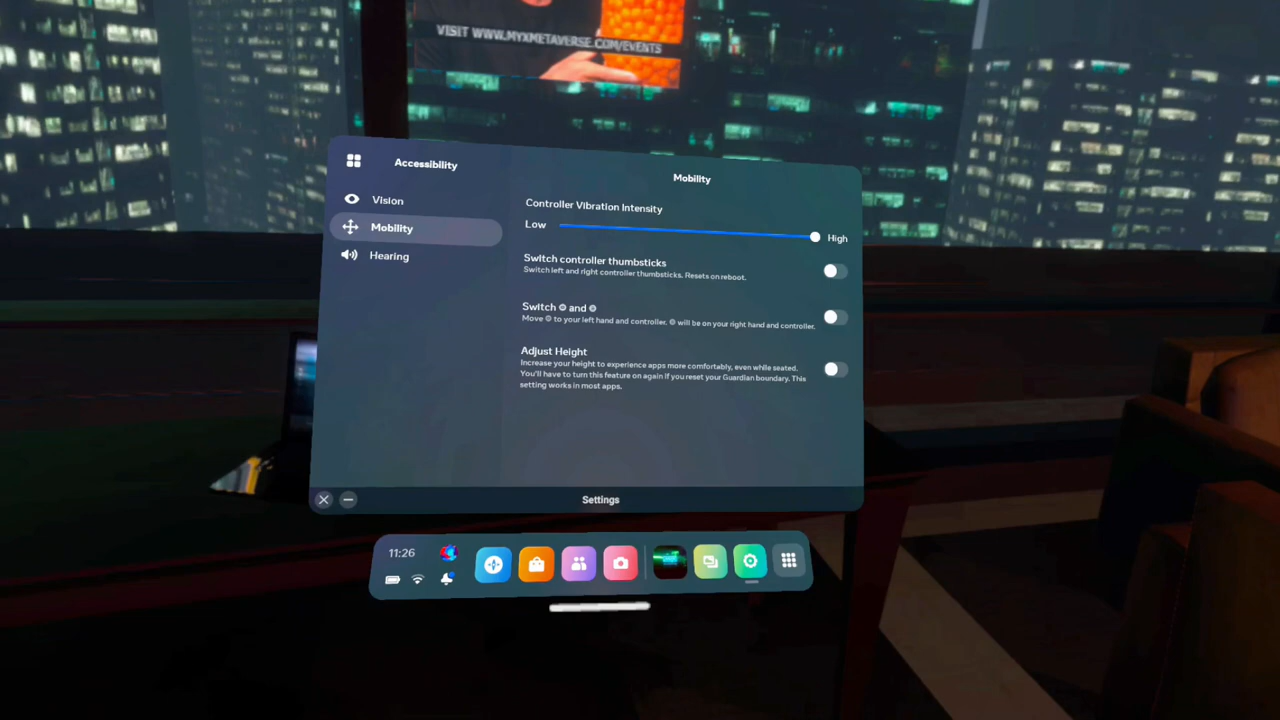 VISIT WWW.MYXMETAVERSE.COM/EVENTS
Accessibility
Vision
Mobility
Hearing
Mobility
Controller Vibration Intensity
Low
High
Switch controller thumbsticks
Switch left and right controller thumbsticks. Resets on reboot.
Switch and
Move to your left hand and controller. will be on your right hand and controller.
Adjust Height
Increase your height to experience apps more comfortably, even while seated.
You'll have to turn this feature on again if you reset your Guardian boundary. This
setting works in most apps.
Settings
11:26